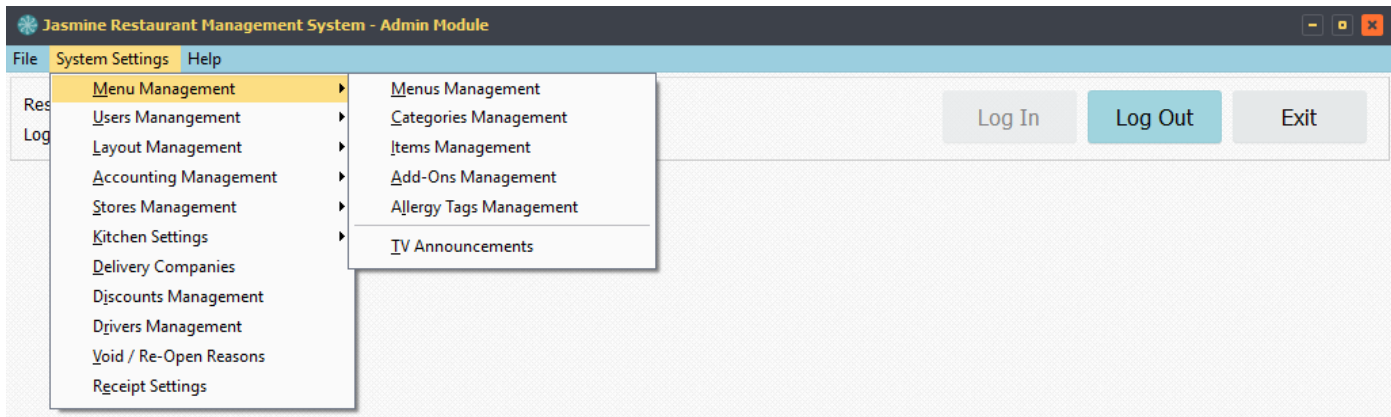 Jasmine Restaurant Management System - Admin Module
File System Settings Help
Res
Log
Log In Log Out Exit
Menu Management
Users Manangement
Layout Management
Accounting Management
Stores Management
Kitchen Settings
Delivery Companies
Discounts Management
Drivers Management
Void / Re-Open Reasons
Receipt Settings
Menus Management
Categories Management
Items Management
Add-Ons Management
Allergy Tags Management
TV Announcements